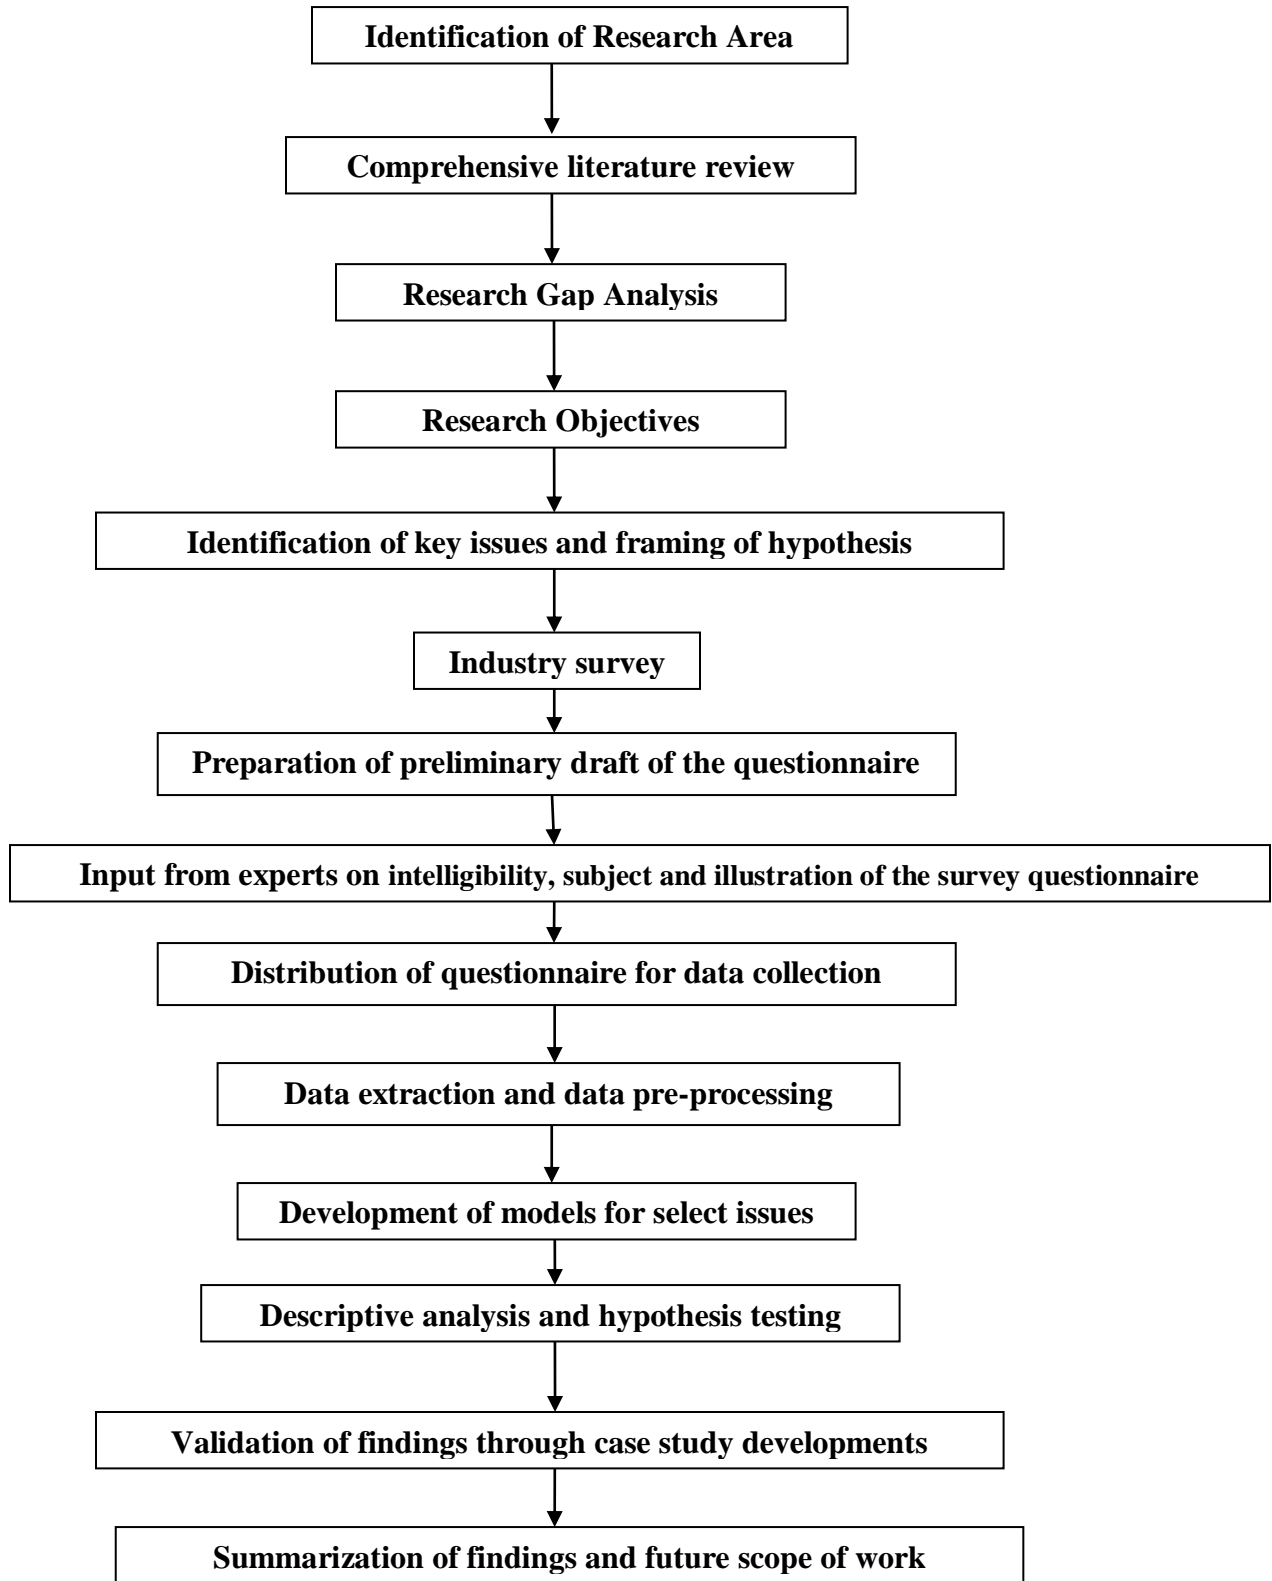 Identification of Research Area
Comprehensive literature review
Research Gap Analysis
Research Objectives
Identification of key issues and framing of hypothesis
Industry survey
Preparation of preliminary draft of the questionnaire
Input from experts on intelligibility, subject and illustration of the survey questionnaire
Distribution of questionnaire for data collection
Data extraction and data pre-processing
Development of models for select issues
Descriptive analysis and hypothesis testing
Validation of findings through case study developments
Summarization of findings and future scope of work